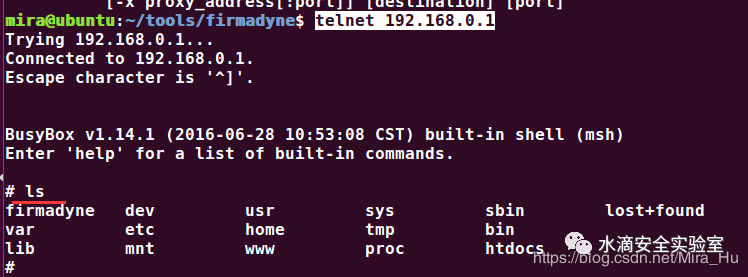 [-x proxy_address[:port]] [destination] [port]
mira@ubuntu:~/tools/firmadyne$ telnet 192.168.0.1
Trying 192.168.0.1...
Connected to 192.168.0.1.
Escape character is '^]'.
BusyBox v1.14.1 (2016-06-28 10:53:08 CST) built-in shell (msh)
Enter 'help' for a list of built-in commands.
# ls
firmadyne dev usr sys sbin lost+found
var etc home tmp bin
lib mnt www proc htdocs
水滴安全实验室
https://blog.csdn.net/Mira_Hu
#